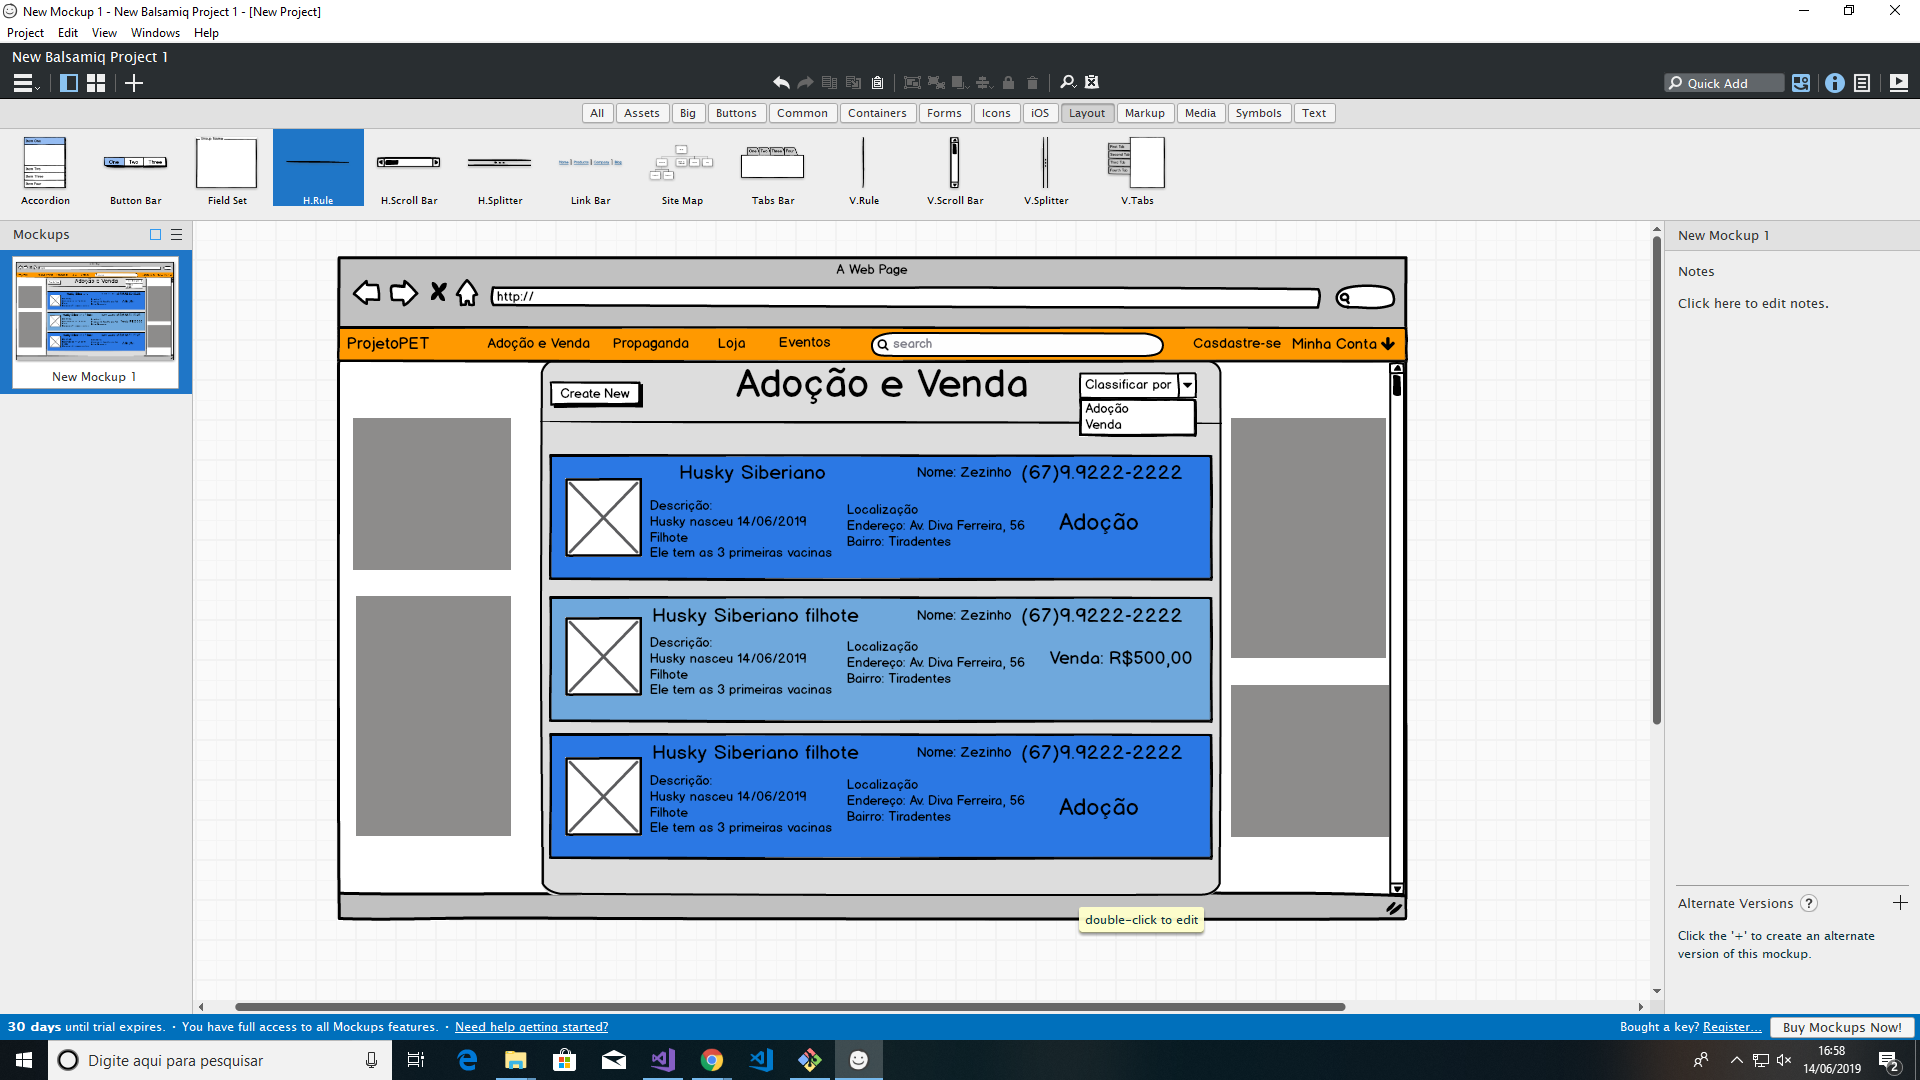 New Mockup 1 - New Balsamiq Project 1 - [New Project]
Project Edit View Windows Help
New Balsamiq Project 1
Quick Add
All Assets Big Buttons Common Containers Forms Icons iOS Layout Markup Media Symbols Text
Accordion Button Bar Field Set H.Rule H.Scroll Bar H.Splitter Link Bar Site Map Tabs Bar V.Rule V.Scroll Bar V.Splitter V.Tabs
Mockups
New Mockup 1
New Mockup 1
Notes
Click here to edit notes.
A Web Page
http://
ProjetoPET Adoção e Venda Propaganda Loja Eventos search Casdastre-se Minha Conta
Create New Adoção e Venda Classificar por
Adoção
Venda
Husky Siberiano Nome: Zezinho (67)9.9222-2222
Descrição:
Husky nasceu 14/06/2019
Filhote
Ele tem as 3 primeiras vacinas
Localização
Endereço: Av. Diva Ferreira, 56
Bairro: Tiradentes
Adoção
Husky Siberiano filhote Nome: Zezinho (67)9.9222-2222
Descrição:
Husky nasceu 14/06/2019
Filhote
Ele tem as 3 primeiras vacinas
Localização
Endereço: Av. Diva Ferreira, 56
Bairro: Tiradentes
Venda: R$500,00
Husky Siberiano filhote Nome: Zezinho (67)9.9222-2222
Descrição:
Husky nasceu 14/06/2019
Filhote
Ele tem as 3 primeiras vacinas
Localização
Endereço: Av. Diva Ferreira, 56
Bairro: Tiradentes
Adoção
double-click to edit
Alternate Versions ?
Click the '+' to create an alternate
version of this mockup.
30 days until trial expires. · You have full access to all Mockups features. · Need help getting started?
Bought a key? Register... Buy Mockups Now!
Digite aqui para pesquisar
16:58
14/06/2019
2